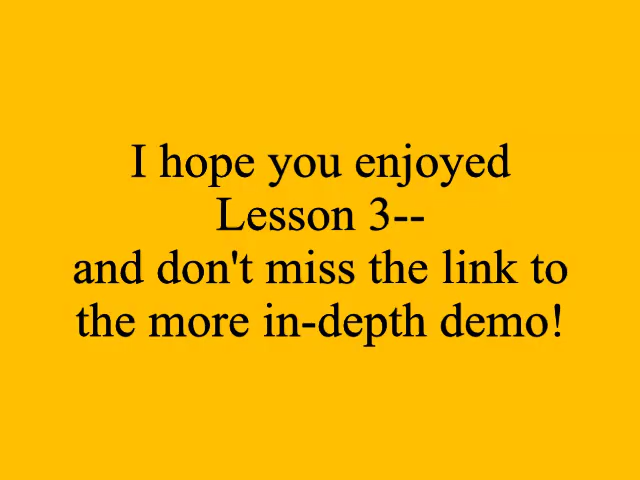 I hope you enjoyed
Lesson 3--
and don't miss the link to
the more in-depth demo!